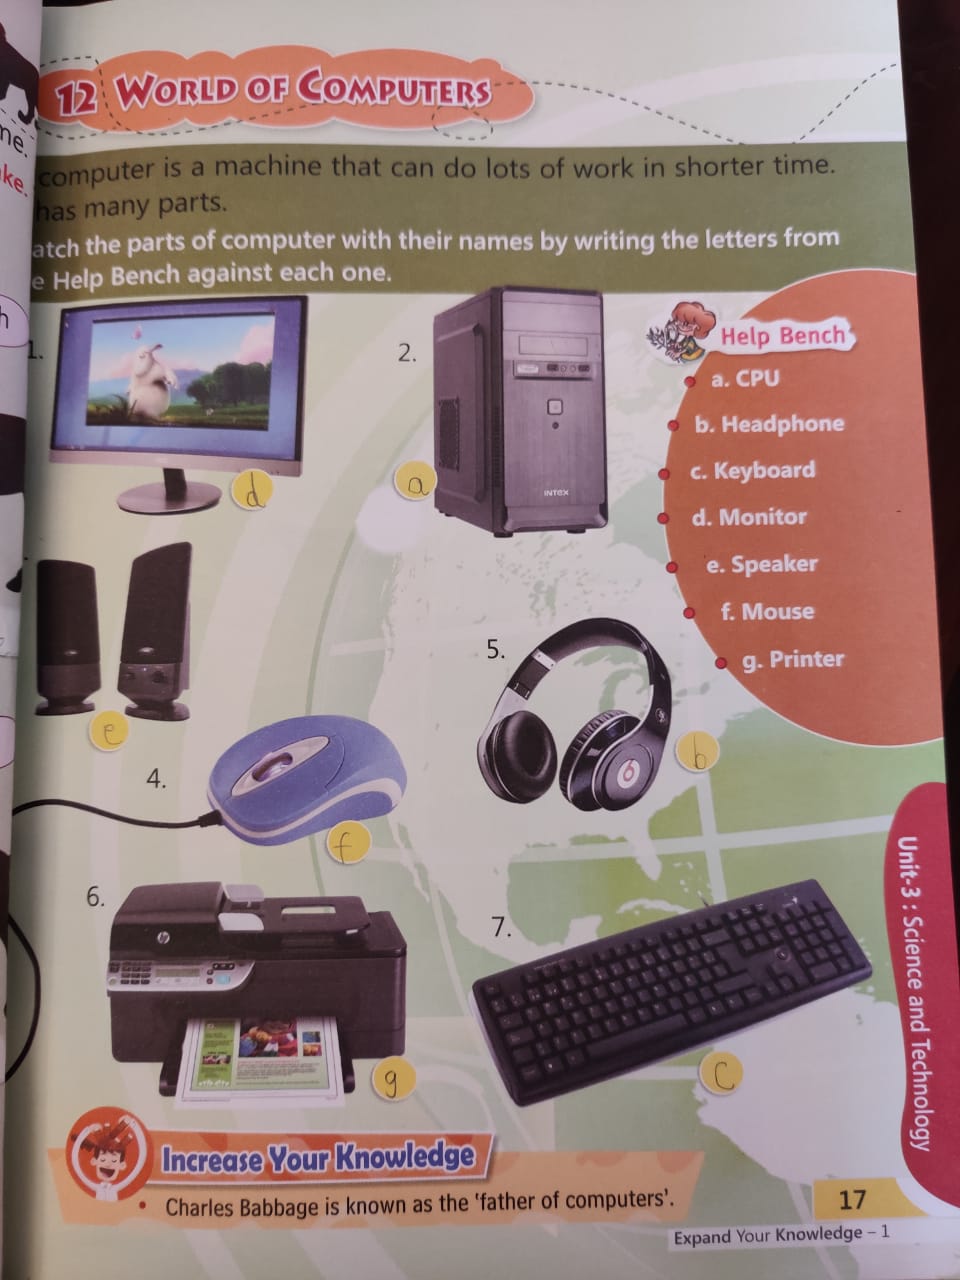 me.
ke.
h
12 WORLD OF COMPUTERS
computer is a machine that can do lots of work in shorter time.
has many parts.
atch the parts of computer with their names by writing the letters from
e Help Bench against each one.
1.
d
2.
INTEX
a
Help Bench
a. CPU
b. Headphone
c. Keyboard
d. Monitor
e. Speaker
f. Mouse
g. Printer
e
4.
f
5.
b
6.
hp
g
7.
C
Unit-3 : Science and Technology
Increase Your Knowledge
• Charles Babbage is known as the 'father of computers'.
17
Expand Your Knowledge – 1